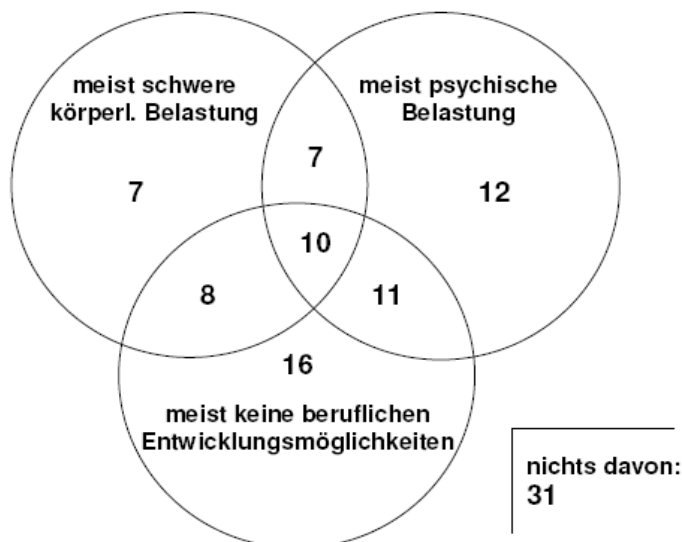 meist schwere
körperl. Belastung
meist psychische
Belastung
7
7
12
10
8
11
16
meist keine beruflichen
Entwicklungsmöglichkeiten
nichts davon:
31